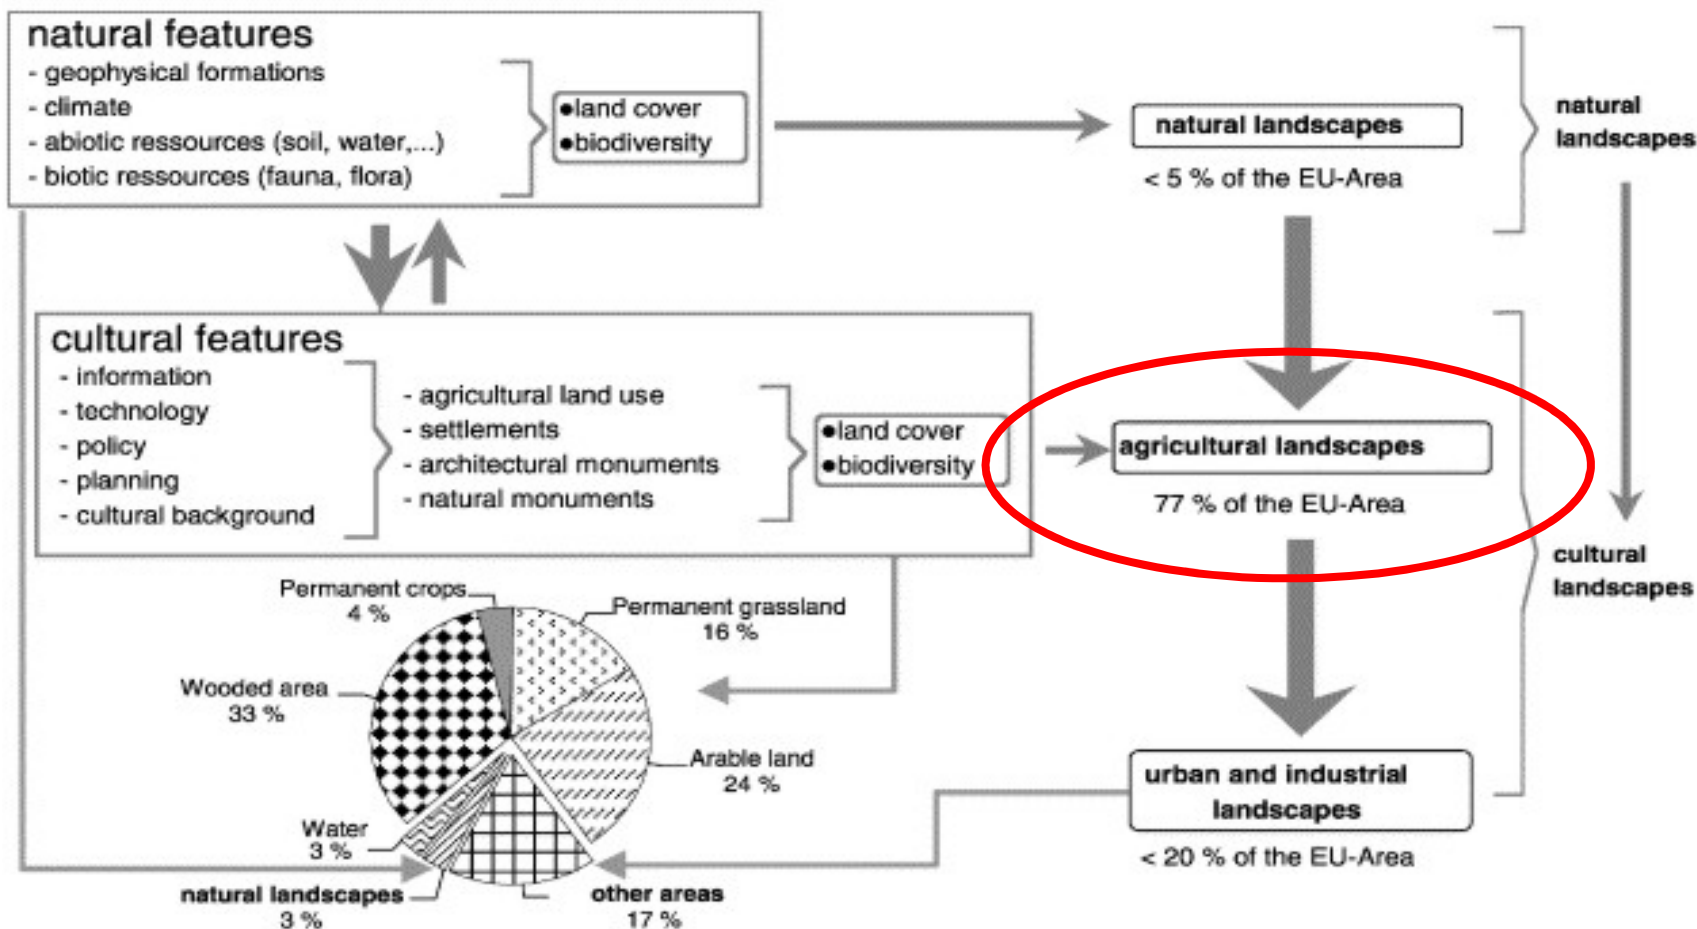 natural features
- geophysical formations
- climate
- abiotic ressources (soil, water,...)
- biotic ressources (fauna, flora)
●land cover
●biodiversity
natural landscapes
< 5 % of the EU-Area
natural
landscapes
cultural features
- information
- technology
- policy
- planning
- cultural background
- agricultural land use
- settlements
- architectural monuments
- natural monuments
●land cover
●biodiversity
agricultural landscapes
77 % of the EU-Area
cultural
landscapes
Permanent crops
4 %
Permanent grassland
16 %
Wooded area
33 %
Arable land
24 %
Water
3 %
natural landscapes
3 %
other areas
17 %
urban and industrial
landscapes
< 20 % of the EU-Area